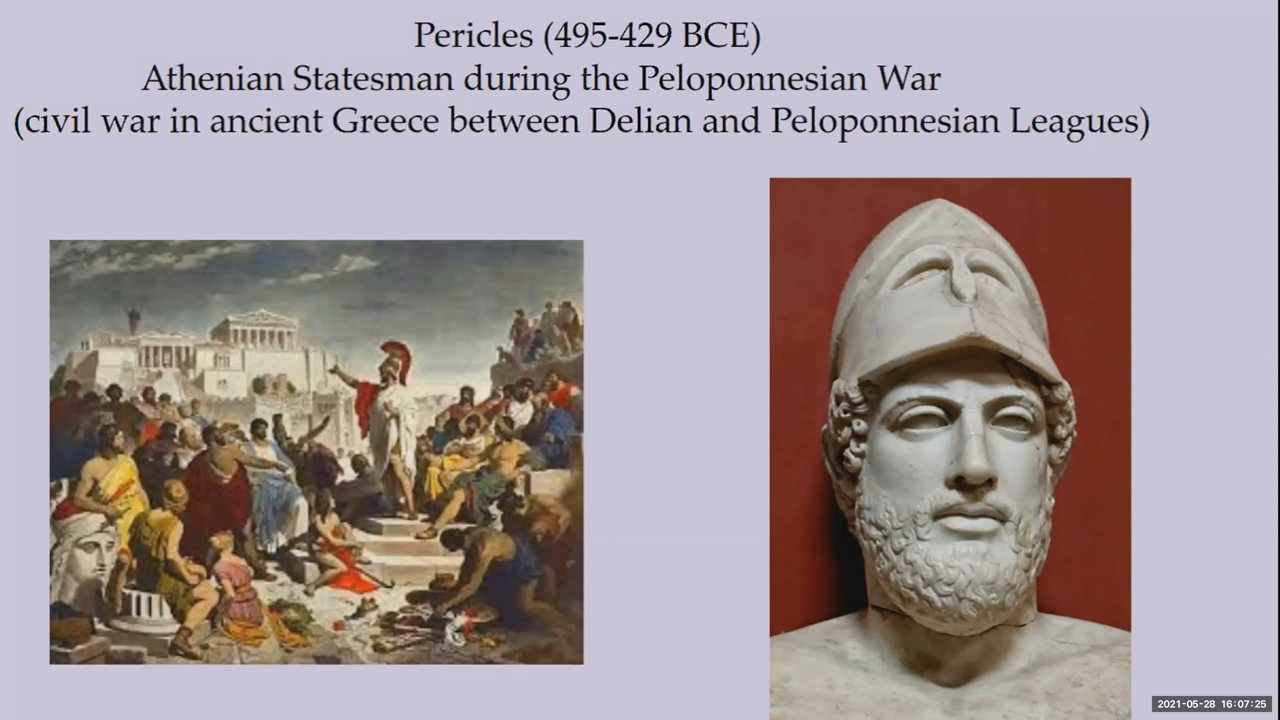 Pericles (495-429 BCE)
Athenian Statesman during the Peloponnesian War
(civil war in ancient Greece between Delian and Peloponnesian Leagues)
2021-05-28 16:07:25